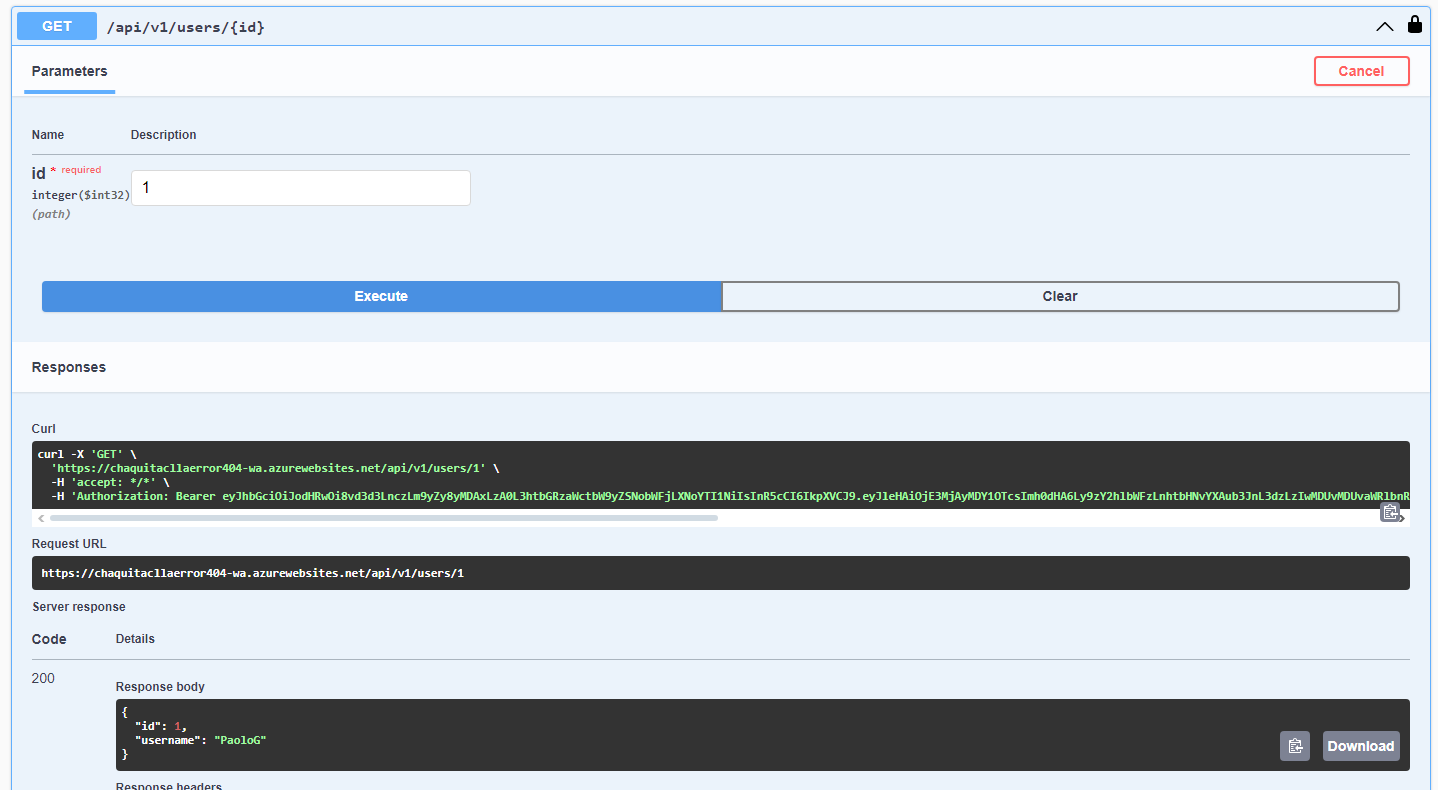 GET /api/v1/users/{id}
Parameters
Cancel
Name Description
id * required
integer($int32)
(path)
1
Execute Clear
Responses
Curl
curl -X 'GET' \
'https://chaquitacllaerror404-wa.azurewebsites.net/api/v1/users/1' \
-H 'accept: */*' \
-H 'Authorization: Bearer eyJhbGciOiJodHRwOi8vd3d3LnczLm9yZy8yMDAxLzA0L3htbGRzaWctbW9yZSNobWFjLXNoYTI1NiIsInR5cCI6IkpXVCJ9.eyJleHAiOjE3MjAyMDY1OTcsImh0dHA6Ly9zY2hlbWFzLnhtbHNvYXAub3JnL3dzLzIwMDUvMDUvaWRlbnR
Request URL
https://chaquitacllaerror404-wa.azurewebsites.net/api/v1/users/1
Server response
Code Details
200
Response body
{
"id": 1,
"username": "PaoloG"
}
Download
Response headers